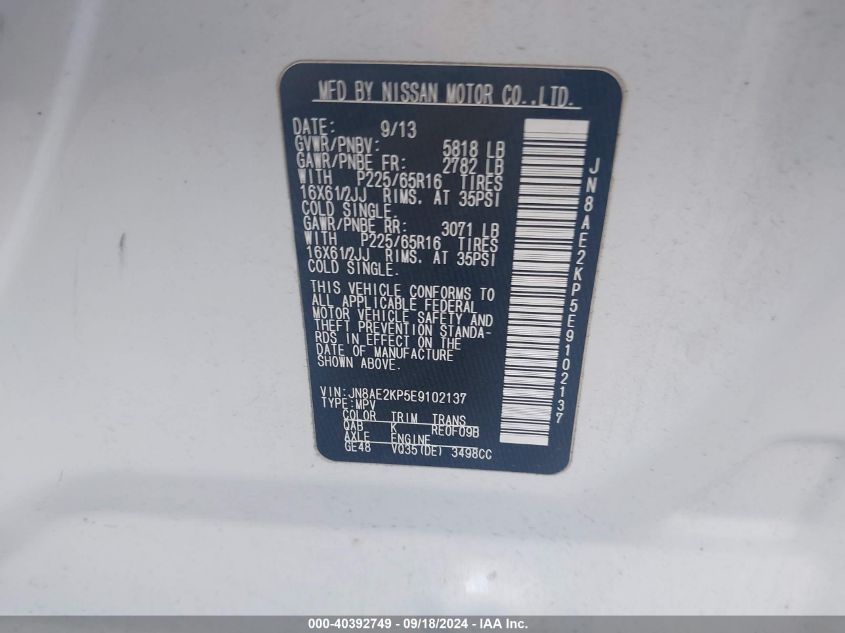 MFD BY NISSAN MOTOR CO.,LTD.
DATE: 9/13
GVWR/PNBV: 5818 LB
GAWR/PNBE FR: 2782 LB
WITH P225/65R16 TIRES
16X61/2JJ RIMS. AT 35PSI
COLD SINGLE.
GAWR/PNBE RR: 3071 LB
WITH P225/65R16 TIRES
16X61/2JJ RIMS. AT 35PSI
COLD SINGLE.
THIS VEHICLE CONFORMS TO
ALL APPLICABLE FEDERAL
MOTOR VEHICLE SAFETY AND
THEFT PREVENTION STANDA-
RDS IN EFFECT ON THE
DATE OF MANUFACTURE
SHOWN ABOVE.
VIN:JN8AE2KP5E9102137
TYPE:MPV
COLOR TRIM TRANS
QAB K RE0F09B
AXLE ENGINE
GE48 VQ35(DE) 3498CC
JN8AE2KP5E9102137
000-40392749 - 09/18/2024 - IAA Inc.